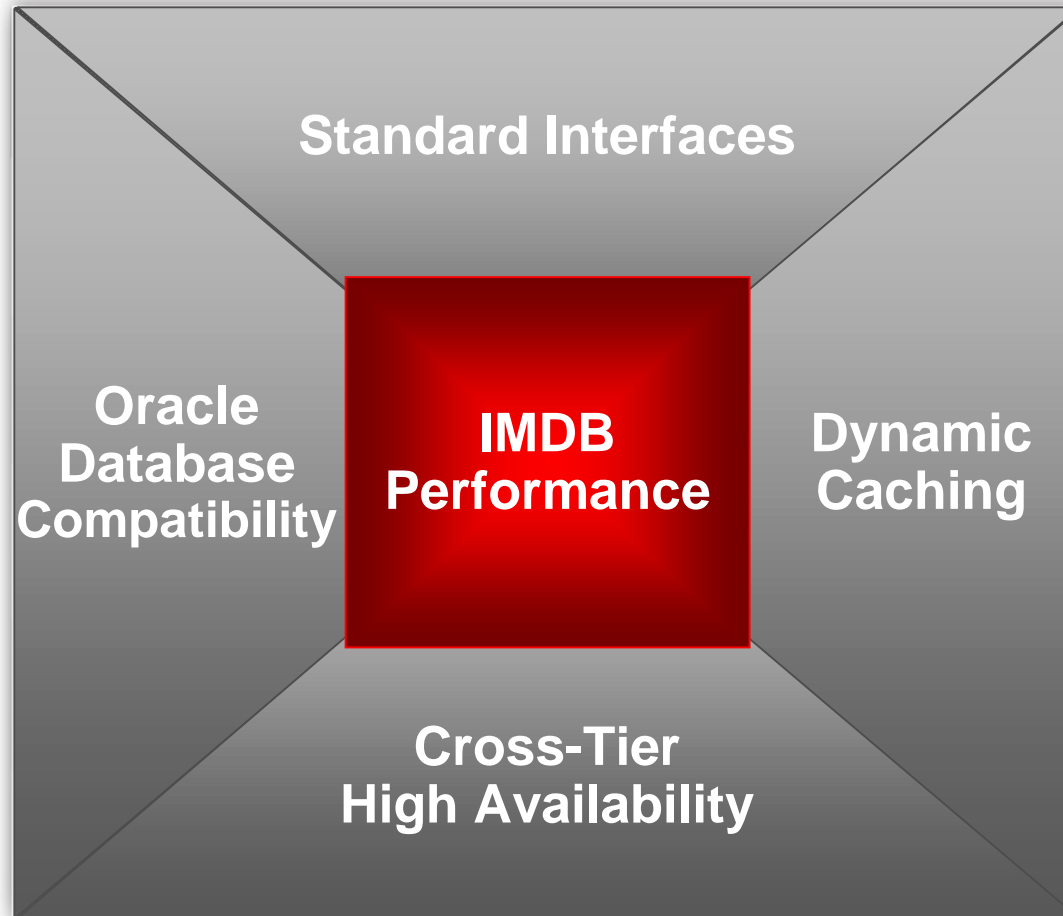 Standard Interfaces
Oracle
Database
Compatibility
IMDB
Performance
Dynamic
Caching
Cross-Tier
High Availability